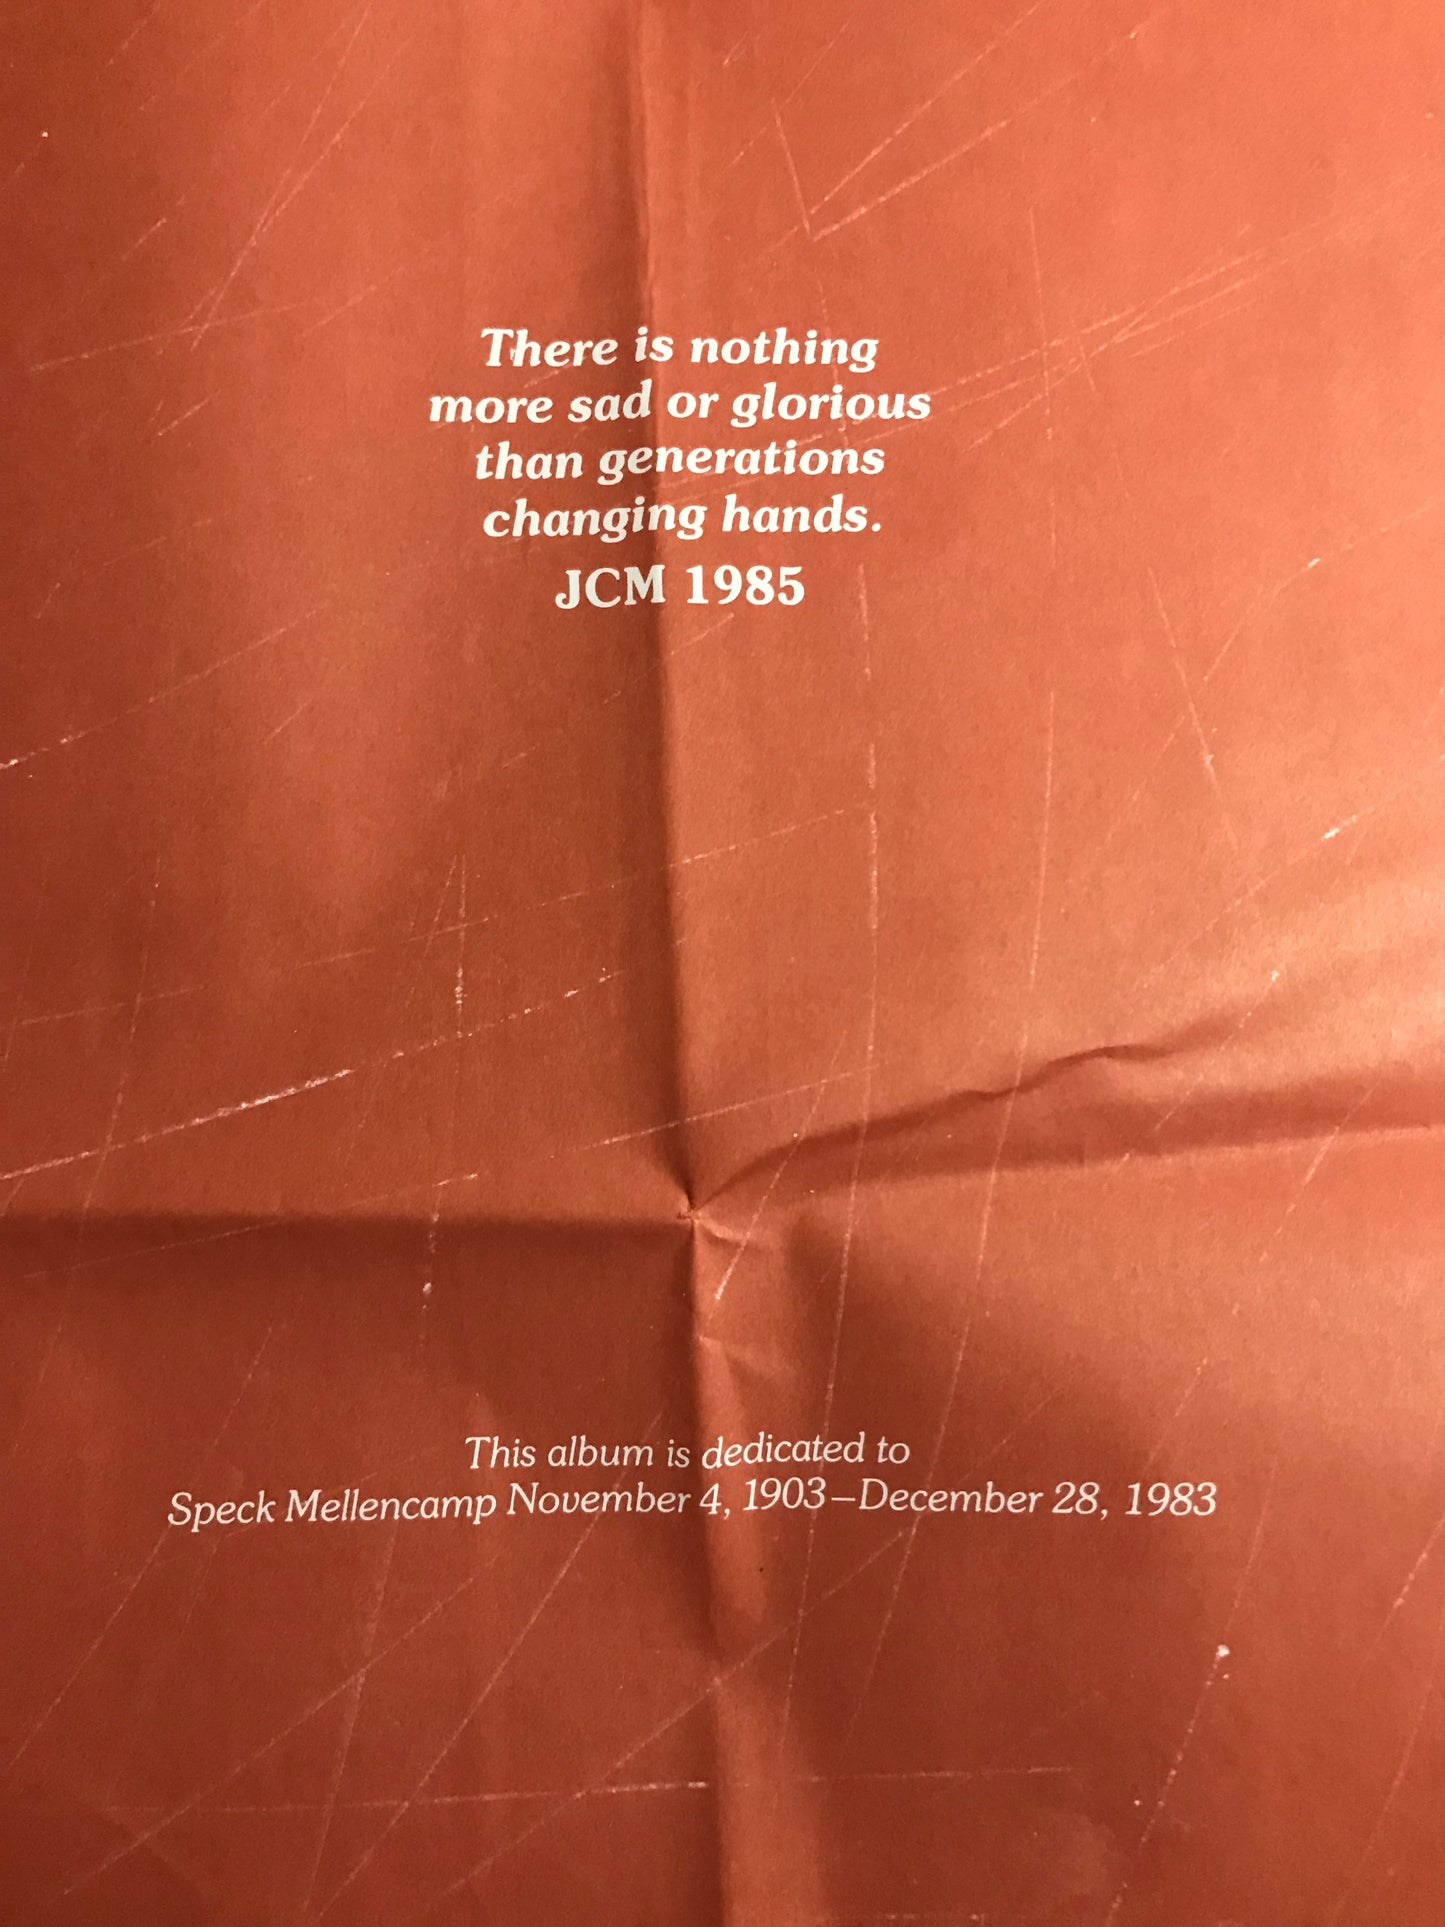 There is nothing
more sad or glorious
than generations
changing hands.
JCM 1985
This album is dedicated to
Speck Mellencamp November 4, 1903–December 28, 1983